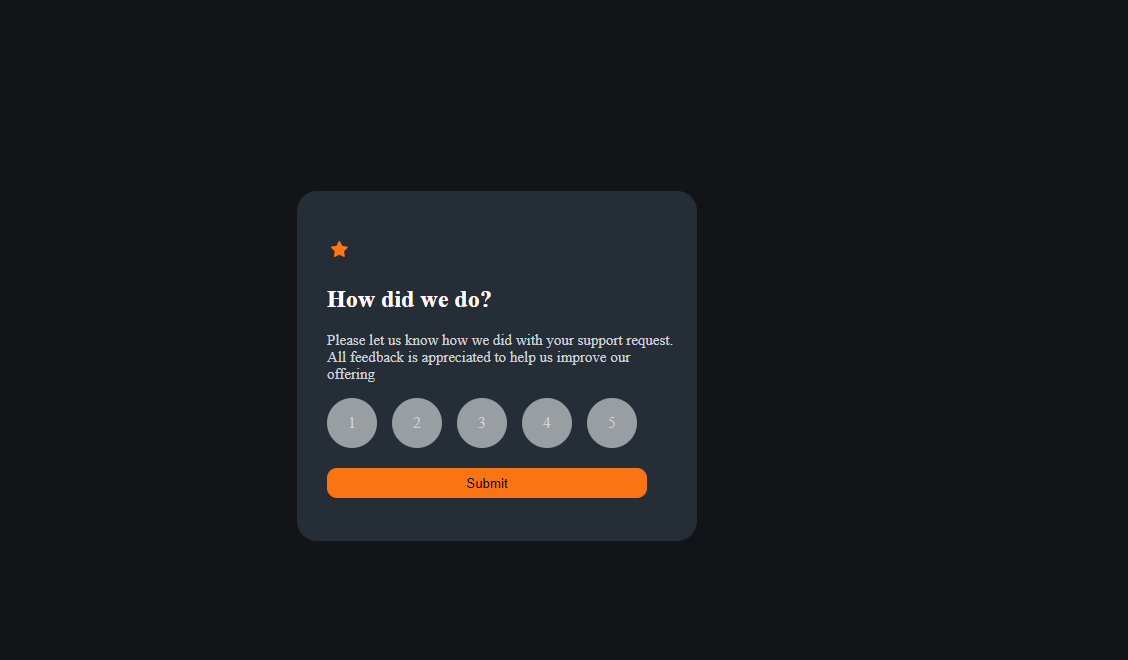 How did we do?
Please let us know how we did with your support request.
All feedback is appreciated to help us improve our
offering
1 2 3 4 5
Submit